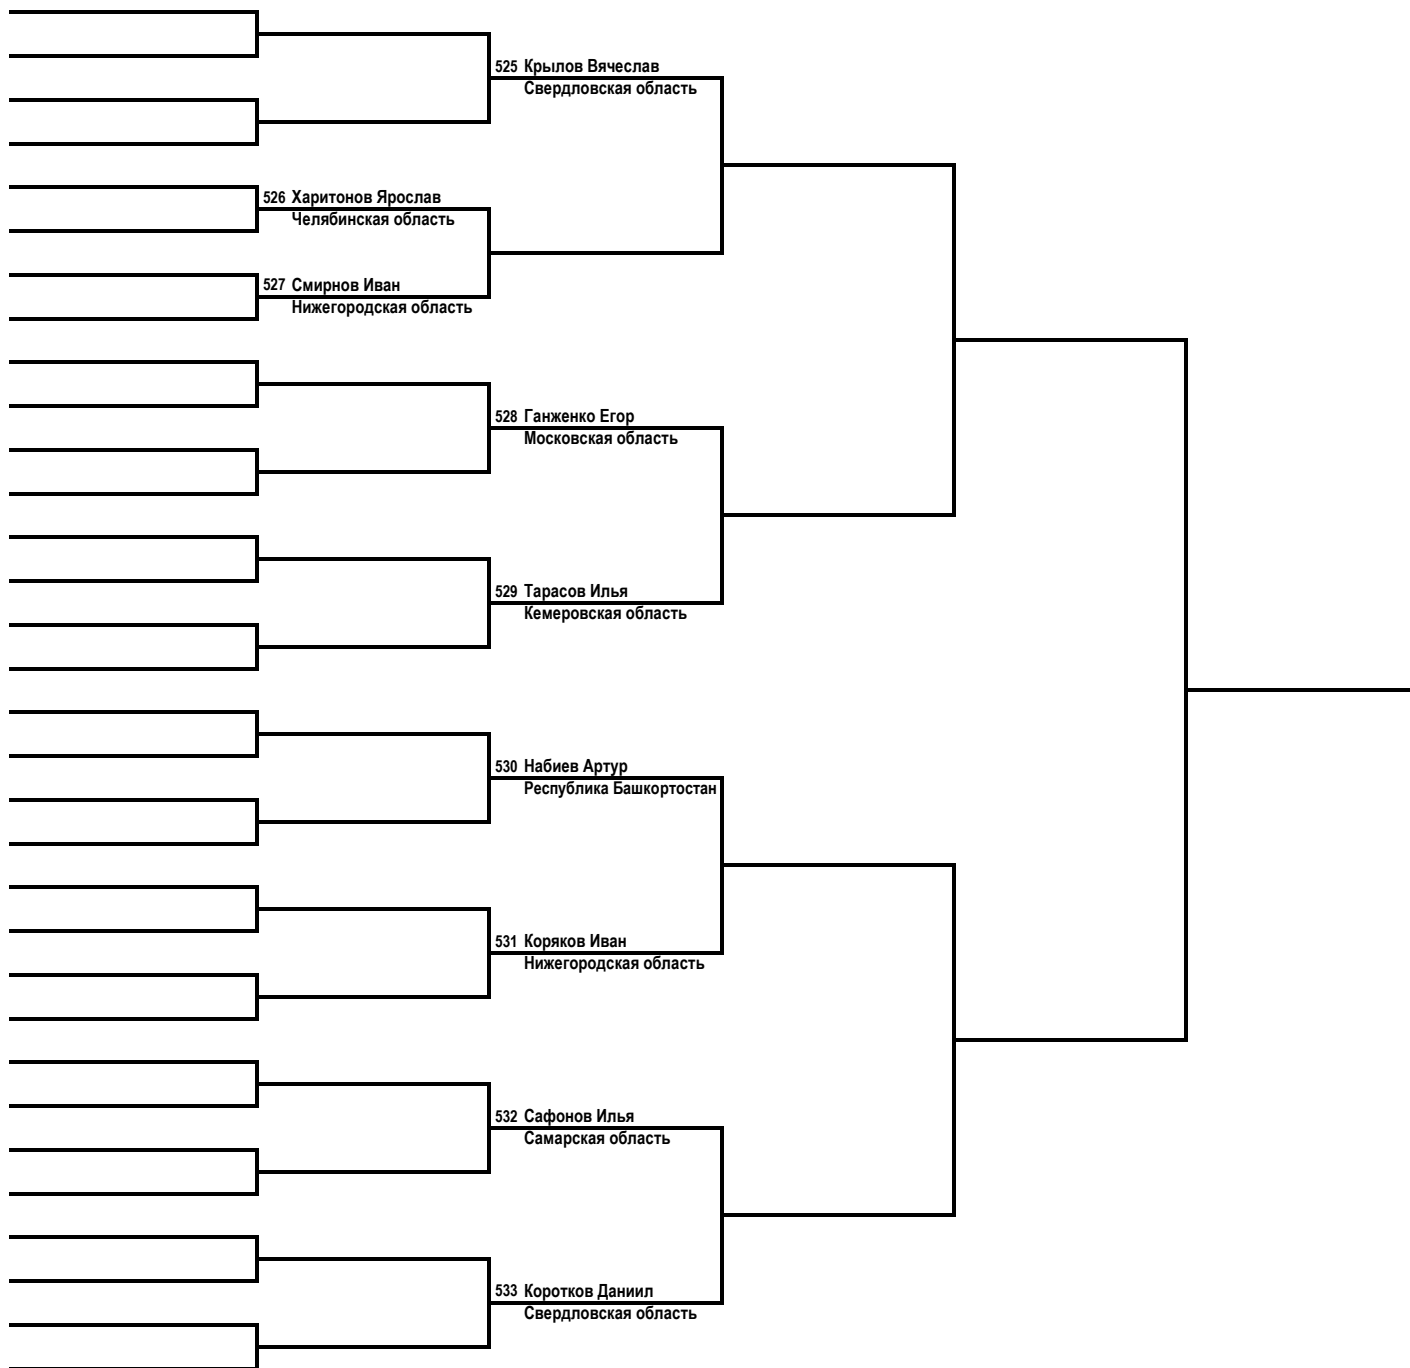 525 Крылов Вячеслав
Свердловская область
526 Харитонов Ярослав
Челябинская область
527 Смирнов Иван
Нижегородская область
528 Ганженко Егор
Московская область
529 Тарасов Илья
Кемеровская область
530 Набиев Артур
Республика Башкортостан
531 Коряков Иван
Нижегородская область
532 Сафонов Илья
Самарская область
533 Коротков Даниил
Свердловская область